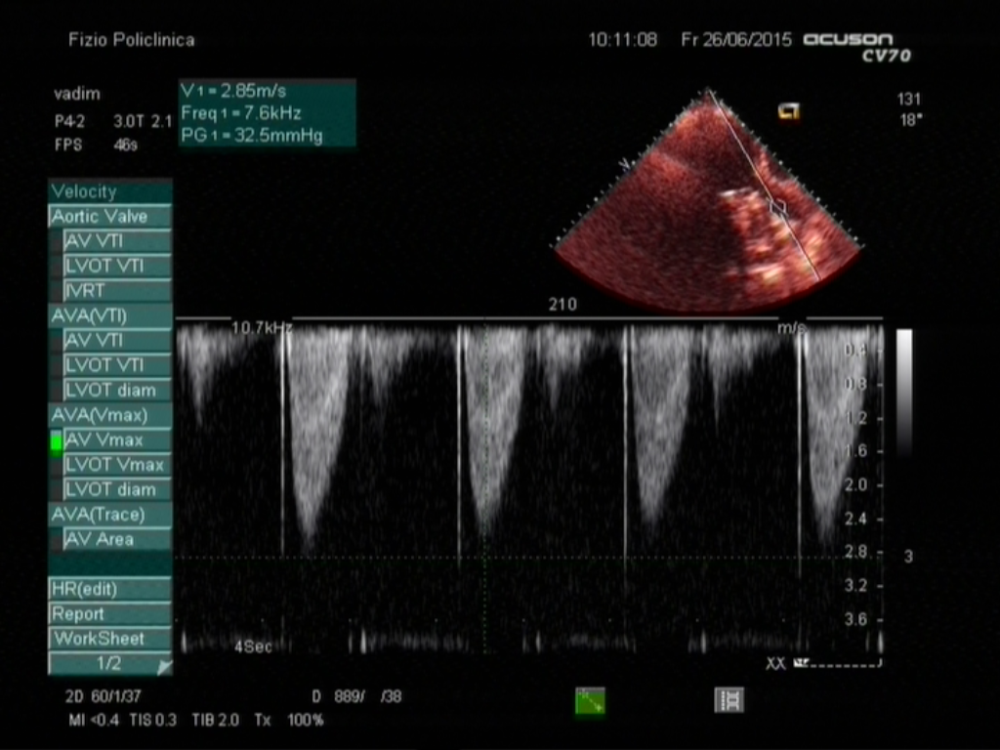 Fizio Policlinica
10:11:08 Fr 26/06/2015 acuson
CV70
vadim
P4-2 3.0T 2.1
FPS 46s
V1 = 2.85m/s
Freq1 = 7.6kHz
PG1 = 32.5mmHg
131
18°
V
Velocity
Aortic Valve
AV VTI
LVOT VTI
IVRT
AVA(VTI)
AV VTI
LVOT VTI
LVOT diam
AVA(Vmax)
AV Vmax
LVOT Vmax
LVOT diam
AVA(Trace)
AV Area
HR(edit)
Report
WorkSheet
1/2
210
10.7kHz
m/s
0.4
0.8
1.2
1.6
2.0
2.4
2.8
3.2
3.6
3
4Sec
XX
2D 60/1/37 D 889/ /38
MI <0.4 TIS 0.3 TIB 2.0 Tx 100%